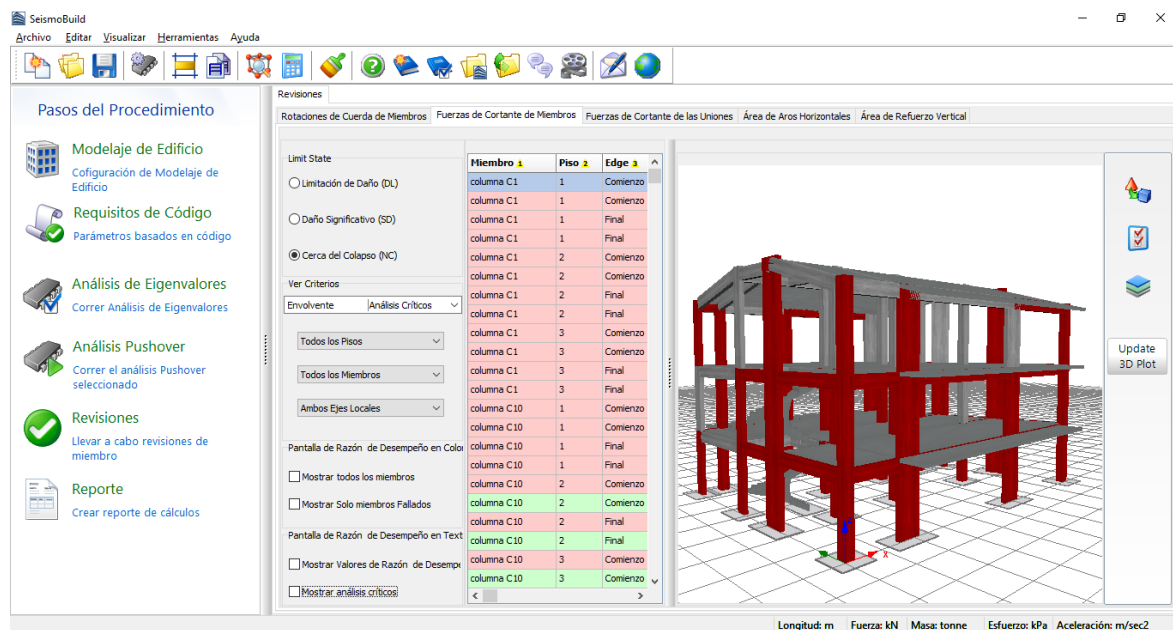 SeismoBuild
Archivo Editar Visualizar Herramientas Ayuda
Pasos del Procedimiento
Modelaje de Edificio
Cofiguración de Modelaje de
Edificio
Requisitos de Código
Parámetros basados en código
Análisis de Eigenvalores
Correr Análisis de Eigenvalores
Análisis Pushover
Correr el análisis Pushover
seleccionado
Revisiones
Llevar a cabo revisiones de
miembro
Reporte
Crear reporte de cálculos
Revisiones
Rotaciones de Cuerda de Miembros Fuerzas de Cortante de Miembros Fuerzas de Cortante de las Uniones Área de Aros Horizontales Área de Refuerzo Vertical
Limit State
Limitación de Daño (DL)
Daño Significativo (SD)
Cerca del Colapso (NC)
Ver Criterios
Envolvente Análisis Críticos
Todos los Pisos
Todos los Miembros
Ambos Ejes Locales
Pantalla de Razón de Desempeño en Color
Mostrar todos los miembros
Mostrar Solo miembros Fallados
Pantalla de Razón de Desempeño en Text
Mostrar Valores de Razón de Desempe
Mostrar análisis críticos
Miembro 1 Piso 2 Edge 3
columna C1 1 Comienzo
columna C1 1 Comienzo
columna C1 1 Final
columna C1 1 Final
columna C1 2 Comienzo
columna C1 2 Comienzo
columna C1 2 Final
columna C1 2 Final
columna C1 3 Comienzo
columna C1 3 Comienzo
columna C1 3 Final
columna C1 3 Final
columna C10 1 Comienzo
columna C10 1 Comienzo
columna C10 1 Final
columna C10 1 Final
columna C10 2 Comienzo
columna C10 2 Comienzo
columna C10 2 Final
columna C10 2 Final
columna C10 3 Comienzo
columna C10 3 Comienzo
X
Update
3D Plot
Longitud: m Fuerza: kN Masa: tonne Esfuerzo: kPa Aceleración: m/sec2